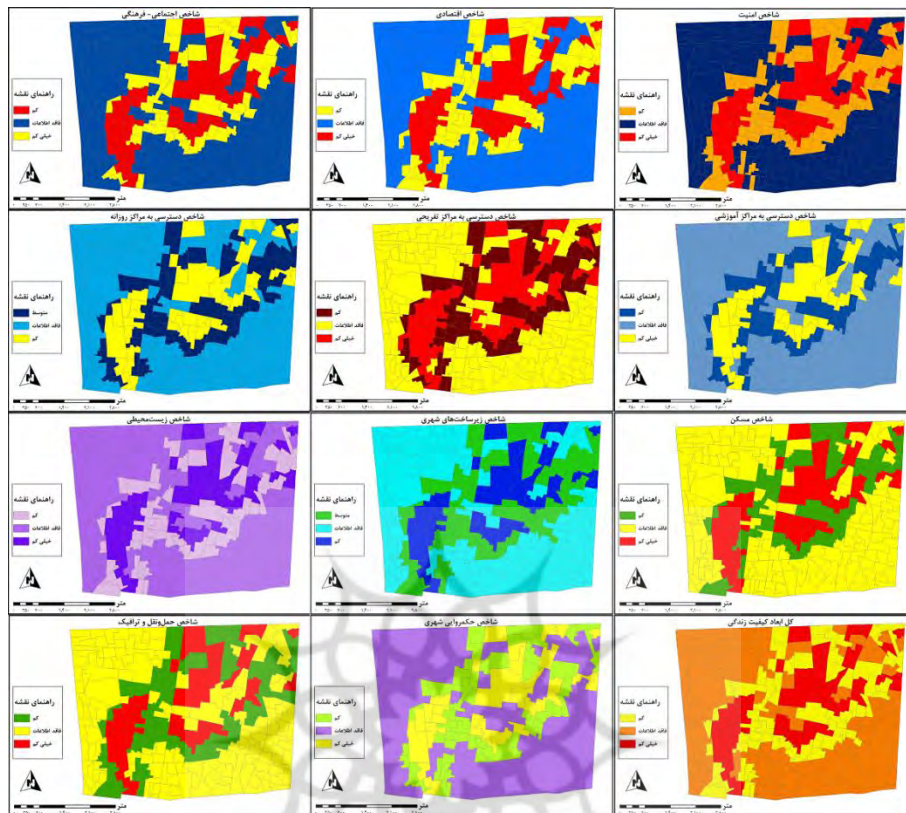 شاخص امنیت
راهنمای نقشه
کم
فاقد اطلاعات
خیلی کم
متر
شاخص اقتصادی
راهنمای نقشه
کم
فاقد اطلاعات
خیلی کم
متر
شاخص اجتماعی- فرهنگی
راهنمای نقشه
کم
فاقد اطلاعات
خیلی کم
متر
شاخص دسترسی به مراکز آموزشی
راهنمای نقشه
کم
فاقد اطلاعات
خیلی کم
متر
شاخص دسترسی به مراکز تفریحی
راهنمای نقشه
کم
فاقد اطلاعات
خیلی کم
متر
شاخص دسترسی به مراکز روزانه
راهنمای نقشه
متوسط
فاقد اطلاعات
کم
متر
شاخص مسکن
راهنمای نقشه
کم
فاقد اطلاعات
خیلی کم
متر
شاخص زیرساخت‌های شهری
راهنمای نقشه
متوسط
فاقد اطلاعات
کم
متر
شاخص زیست‌محیطی
راهنمای نقشه
کم
فاقد اطلاعات
خیلی کم
متر
کل ابعاد کیفیت زندگی
راهنمای نقشه
کم
فاقد اطلاعات
خیلی کم
متر
شاخص حکمروایی شهری
راهنمای نقشه
کم
فاقد اطلاعات
خیلی کم
متر
شاخص حمل‌ونقل و ترافیک
راهنمای نقشه
کم
فاقد اطلاعات
خیلی کم
متر